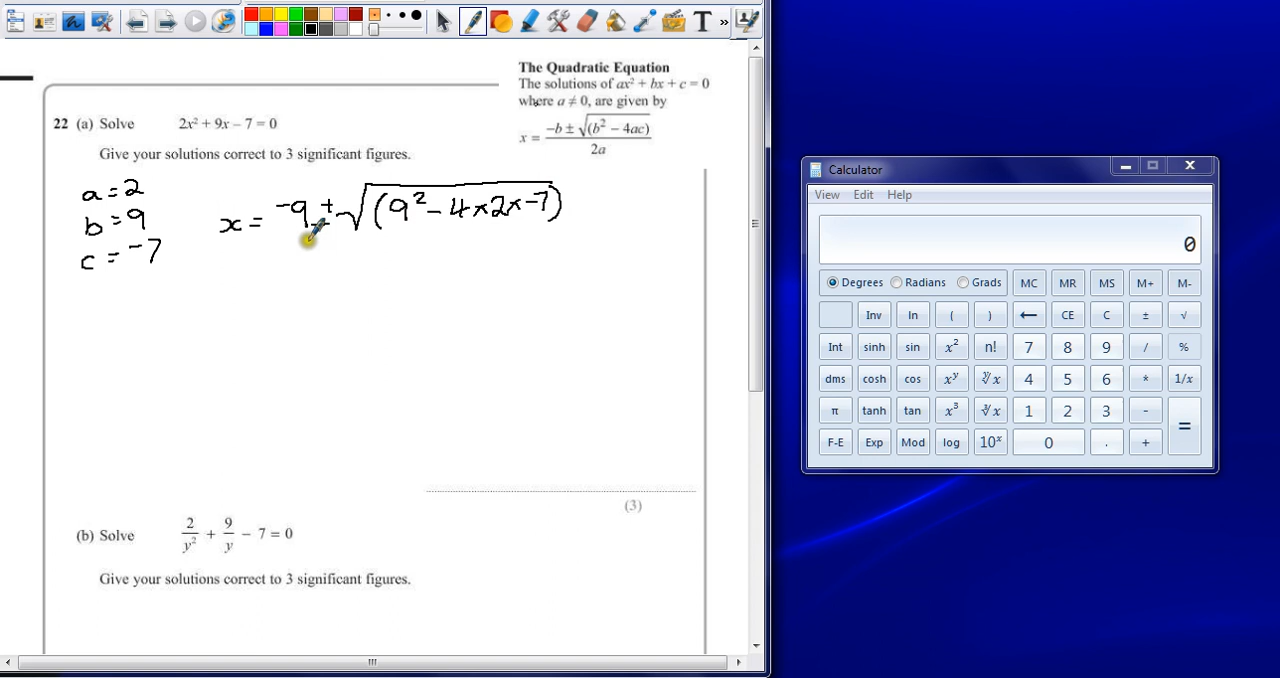 The Quadratic Equation
The solutions of ax² + bx + c = 0
where a ≠ 0, are given by
x = (-b ± √(b² – 4ac)) / 2a
22 (a) Solve 2x² + 9x – 7 = 0
Give your solutions correct to 3 significant figures.
a = 2
b = 9
c = -7
x = -9 ± √(9² - 4×2×-7)
(3)
(b) Solve 2/y² + 9/y - 7 = 0
Give your solutions correct to 3 significant figures.
T »
Calculator
View Edit Help
0
Degrees Radians Grads MC MR MS M+ M-
Inv ln ( ) ← CE C ± √
Int sinh sin x² n! 7 8 9 / %
dms cosh cos xʸ ʸ√x 4 5 6 * 1/x
π tanh tan x³ ³√x 1 2 3 - =
F-E Exp Mod log 10ˣ 0 . +